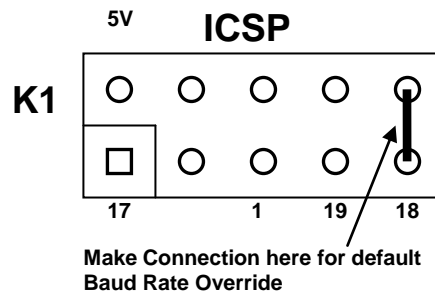 5V
ICSP
K1
17 1 19 18
Make Connection here for default
Baud Rate Override